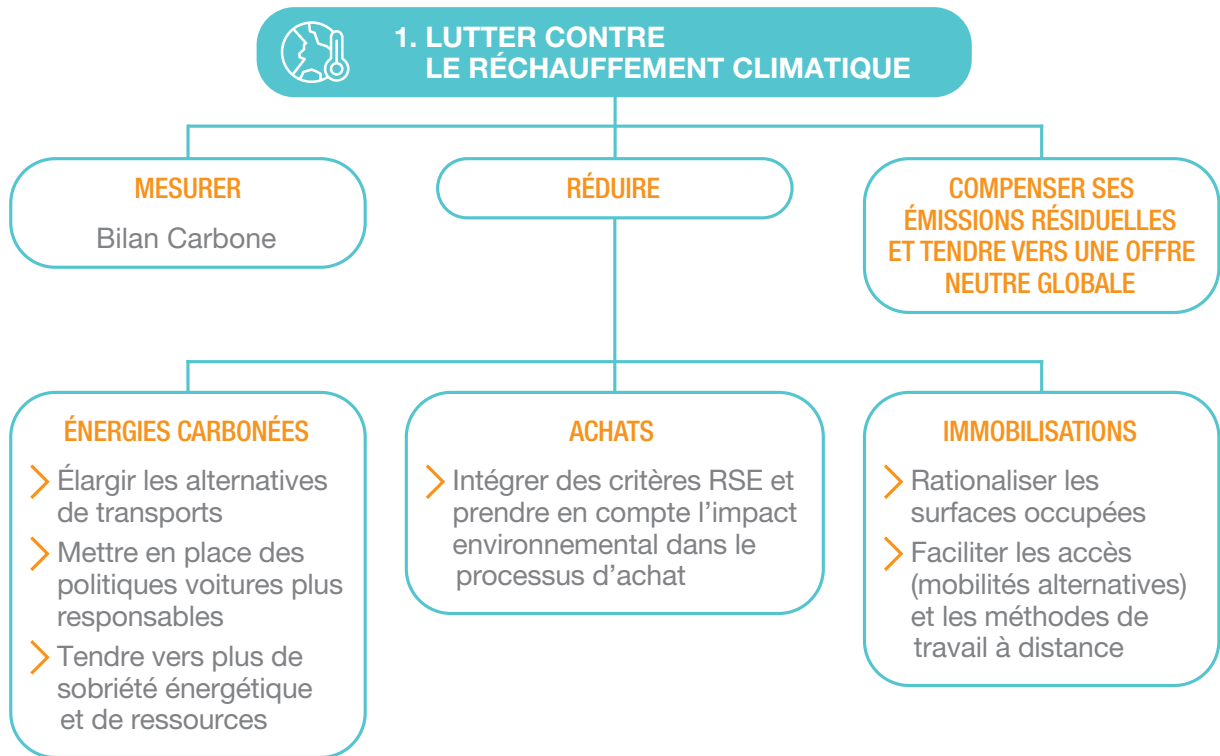 1. LUTTER CONTRE
LE RÉCHAUFFEMENT CLIMATIQUE
MESURER
Bilan Carbone
RÉDUIRE
COMPENSER SES
ÉMISSIONS RÉSIDUELLES
ET TENDRE VERS UNE OFFRE
NEUTRE GLOBALE
ÉNERGIES CARBONÉES
Élargir les alternatives
de transports
Mettre en place des
politiques voitures plus
responsables
Tendre vers plus de
sobriété énergétique
et de ressources
ACHATS
Intégrer des critères RSE et
prendre en compte l’impact
environnemental dans le
processus d’achat
IMMOBILISATIONS
Rationaliser les
surfaces occupées
Faciliter les accès
(mobilités alternatives)
et les méthodes de
travail à distance